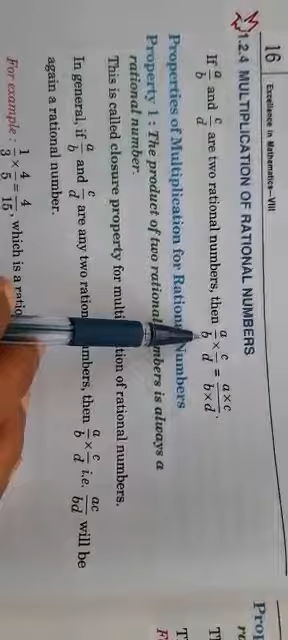 16 Excellence in Mathematics–VIII
1.2.4 MULTIPLICATION OF RATIONAL NUMBERS
If a/b and c/d are two rational numbers, then a/b × c/d = a×c/b×d.
Properties of Multiplication for Rational Numbers
Property 1 : The product of two rational numbers is always a
rational number.
This is called closure property for multi tion of rational numbers.
In general, if a/b and c/d are any two ration mbers, then a/b × c/d i.e. ac/bd will be
again a rational number.
For example : 1/3 × 4/5 = 4/15, which is a